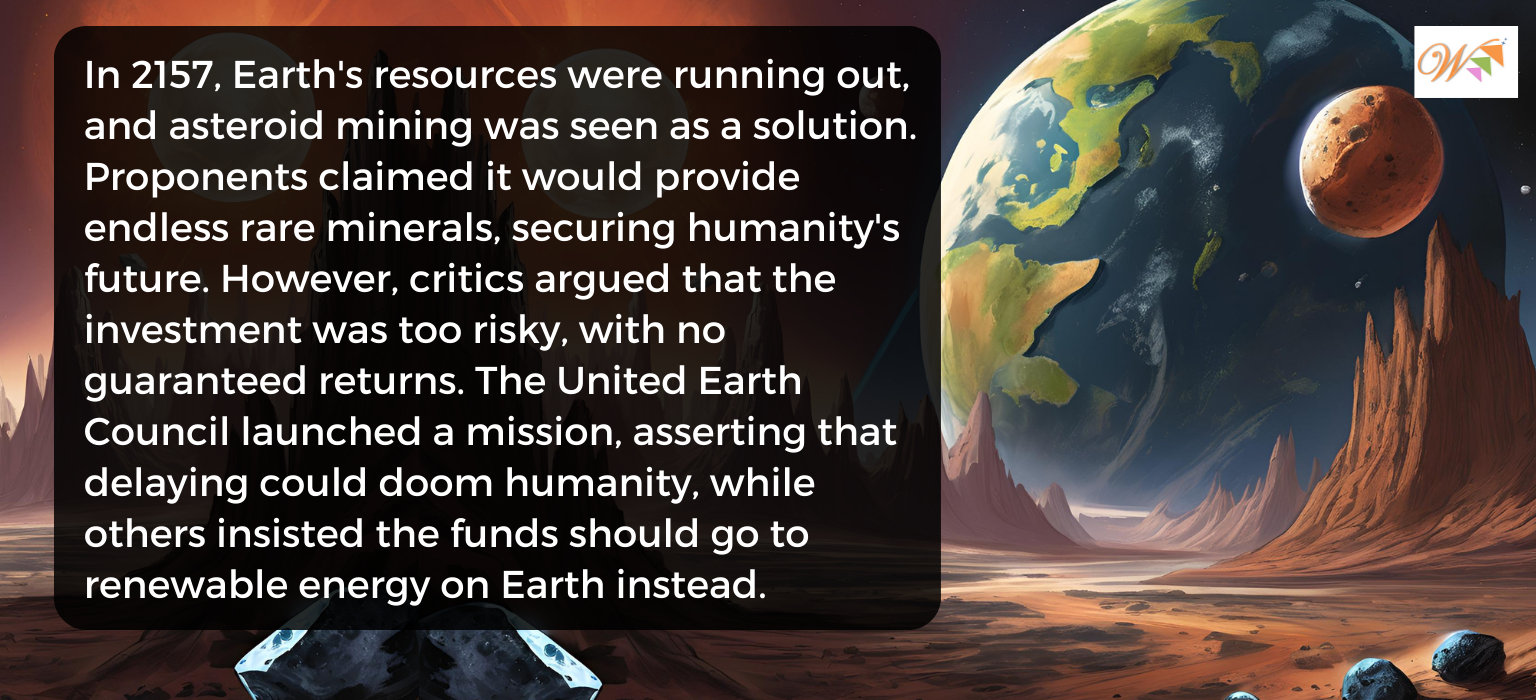 In 2157, Earth's resources were running out,
and asteroid mining was seen as a solution.
Proponents claimed it would provide
endless rare minerals, securing humanity's
future. However, critics argued that the
investment was too risky, with no
guaranteed returns. The United Earth
Council launched a mission, asserting that
delaying could doom humanity, while
others insisted the funds should go to
renewable energy on Earth instead.
W